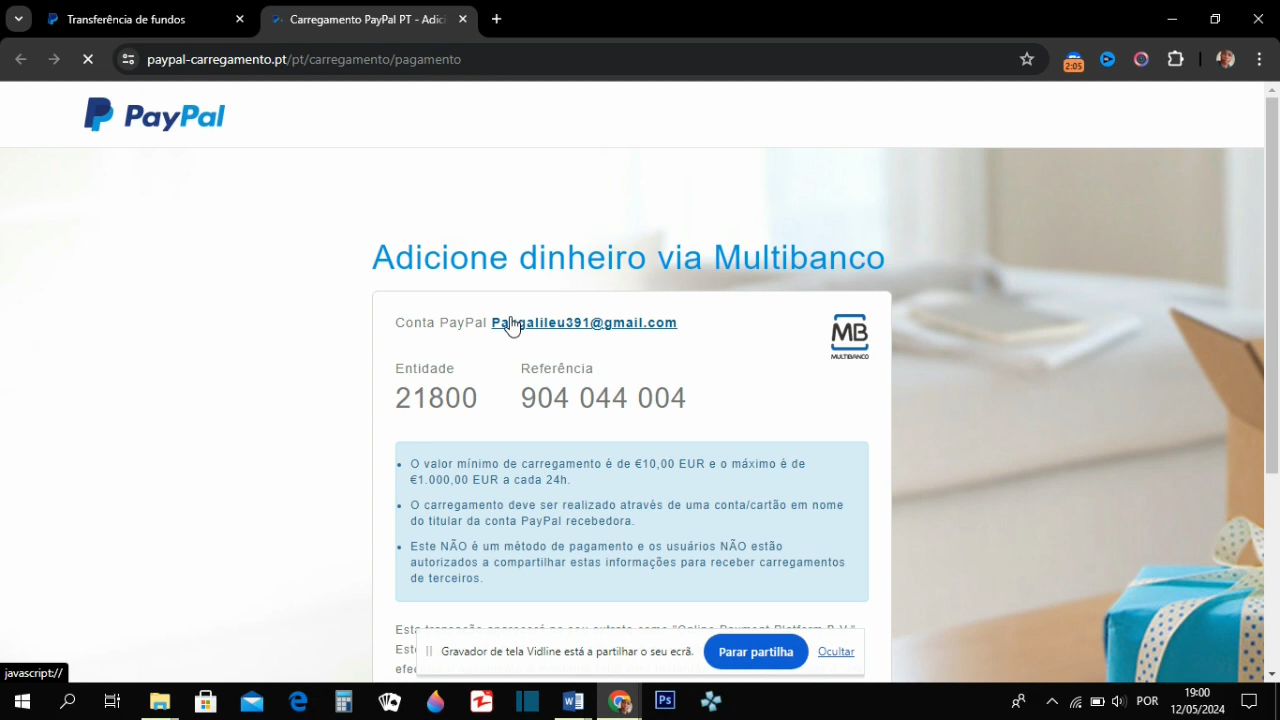 Transferência de fundos
Carregamento PayPal PT - Adici
paypal-carregamento.pt/pt/carregamento/pagamento
2:05
PayPal
Adicione dinheiro via Multibanco
Conta PayPal
MB
MULTIBANCO
Entidade Referência
21800 904 044 004
O valor mínimo de carregamento é de €10,00 EUR e o máximo é de
€1.000,00 EUR a cada 24h.
O carregamento deve ser realizado através de uma conta/cartão em nome
do titular da conta PayPal recebedora.
Este NÃO é um método de pagamento e os usuários NÃO estão
autorizados a compartilhar estas informações para receber carregamentos
de terceiros.
Gravador de tela Vidline está a partilhar o seu ecrã.
Parar partilha
Ocultar
javascript://
W
Ps
POR
19:00
12/05/2024